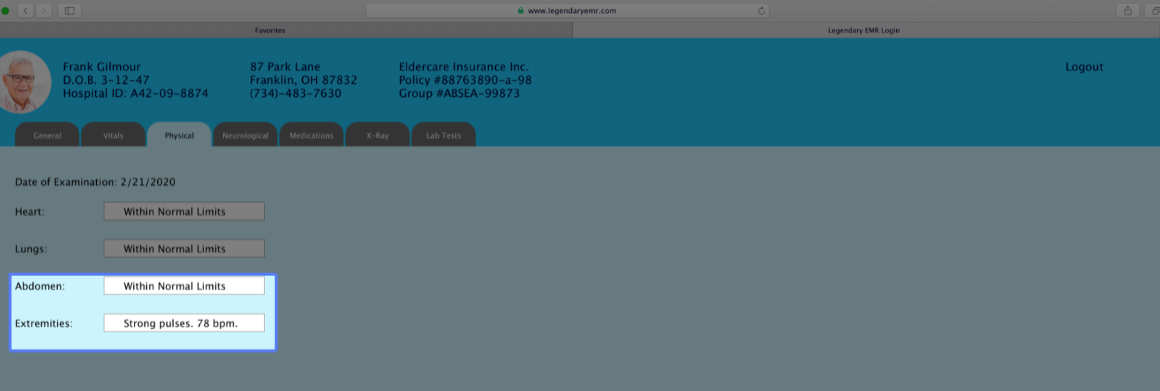 www.legendaryemr.com
Favorites
Legendary EMR Login
Frank Gilmour
D.O.B. 3-12-47
Hospital ID: A42-09-8874
87 Park Lane
Franklin, OH 87832
(734)-483-7630
Eldercare Insurance Inc.
Policy #88763890-a-98
Group #ABSEA-99873
Logout
General Vitals Physical Neurological Medications X-Ray Lab Tests
Date of Examination: 2/21/2020
Heart: Within Normal Limits
Lungs: Within Normal Limits
Abdomen: Within Normal Limits
Extremities: Strong pulses. 78 bpm.